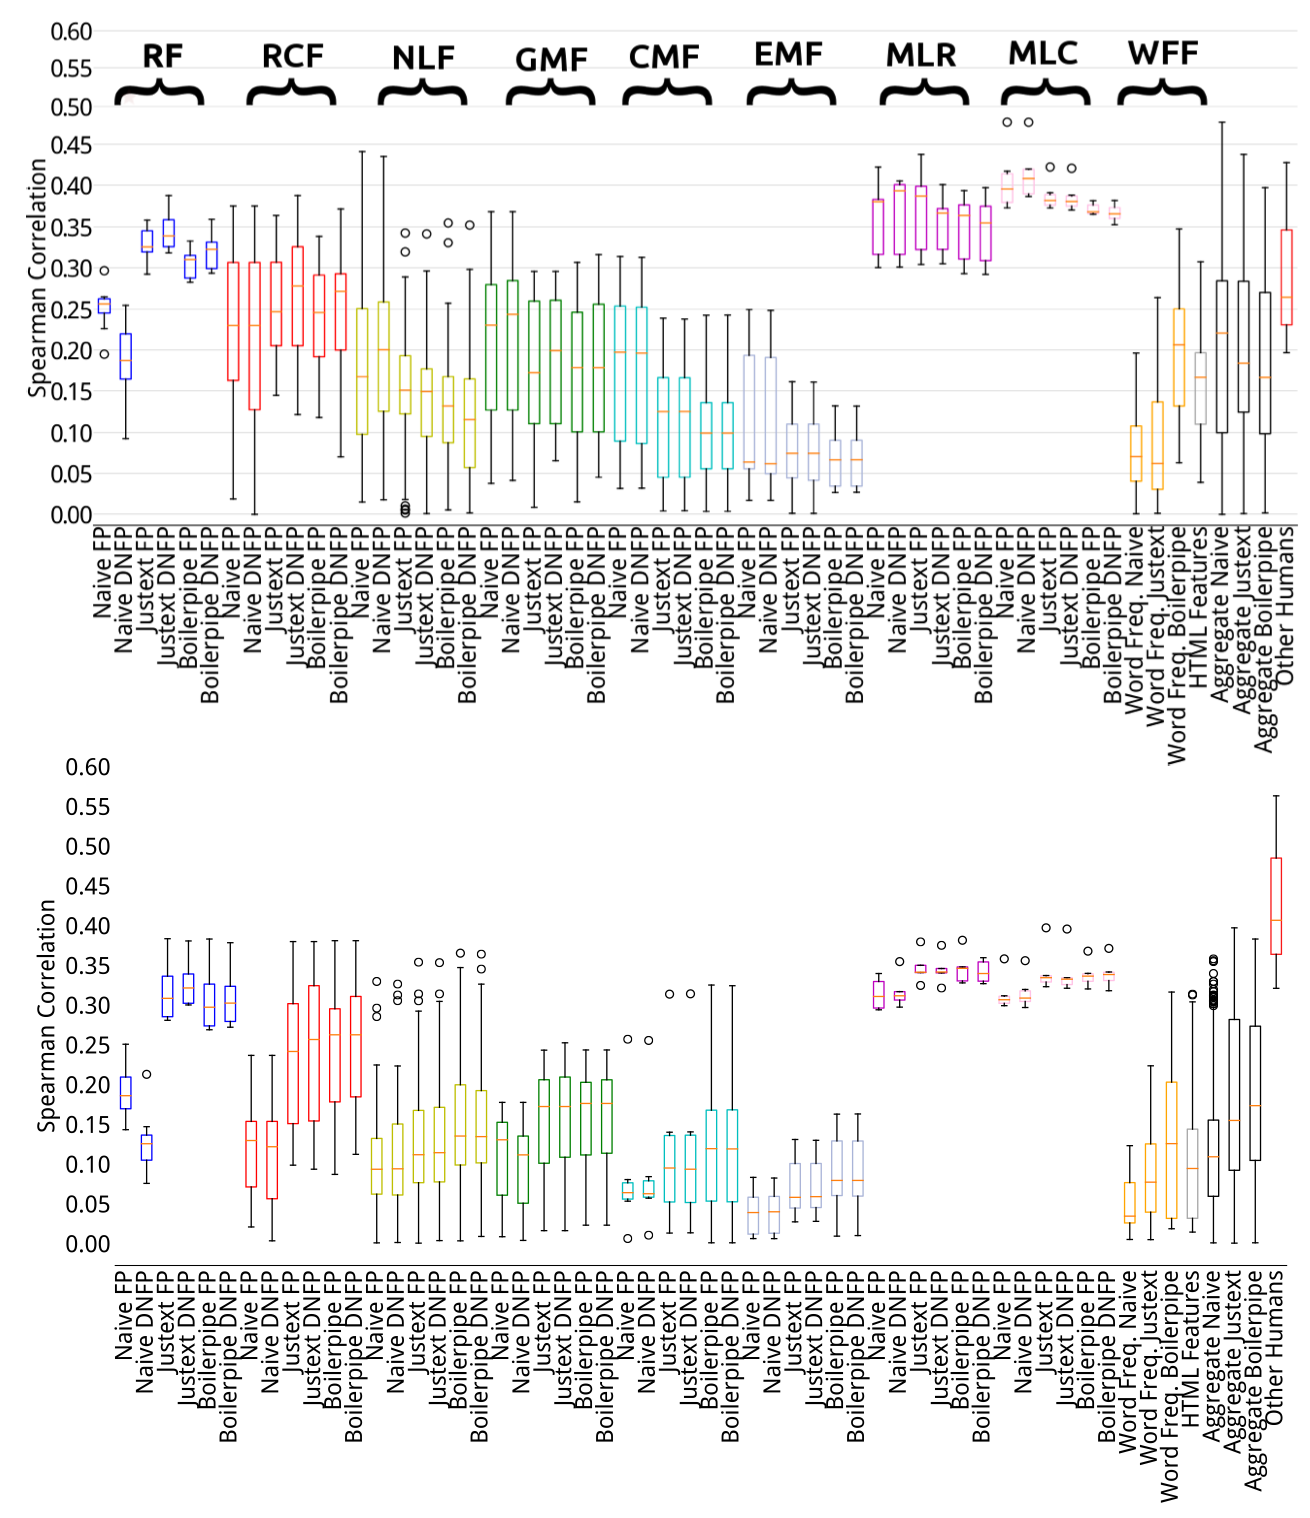 0.60
0.55
0.50
0.45
0.40
0.35
0.30
0.25
0.20
0.15
0.10
0.05
0.00
Spearman Correlation
RF RCF NLF GMF CMF EMF MLR MLC WFF
Naive FP
Naive DNFP
Justext FP
Justext DNFP
Boilerpipe FP
Boilerpipe DNFP
Naive FP
Naive DNFP
Justext FP
Justext DNFP
Boilerpipe FP
Boilerpipe DNFP
Naive FP
Naive DNFP
Justext FP
Justext DNFP
Boilerpipe FP
Boilerpipe DNFP
Naive FP
Naive DNFP
Justext FP
Justext DNFP
Boilerpipe FP
Boilerpipe DNFP
Naive FP
Naive DNFP
Justext FP
Justext DNFP
Boilerpipe FP
Boilerpipe DNFP
Naive FP
Naive DNFP
Justext FP
Justext DNFP
Boilerpipe FP
Boilerpipe DNFP
Naive FP
Naive DNFP
Justext FP
Justext DNFP
Boilerpipe FP
Boilerpipe DNFP
Naive FP
Naive DNFP
Justext FP
Justext DNFP
Boilerpipe FP
Boilerpipe DNFP
Word Freq. Naive
Word Freq. Justext
Word Freq. Boilerpipe
HTML Features
Aggregate Naive
Aggregate Justext
Aggregate Boilerpipe
Other Humans
0.60
0.55
0.50
0.45
0.40
0.35
0.30
0.25
0.20
0.15
0.10
0.05
0.00
Spearman Correlation
Naive FP
Naive DNFP
Justext FP
Justext DNFP
Boilerpipe FP
Boilerpipe DNFP
Naive FP
Naive DNFP
Justext FP
Justext DNFP
Boilerpipe FP
Boilerpipe DNFP
Naive FP
Naive DNFP
Justext FP
Justext DNFP
Boilerpipe FP
Boilerpipe DNFP
Naive FP
Naive DNFP
Justext FP
Justext DNFP
Boilerpipe FP
Boilerpipe DNFP
Naive FP
Naive DNFP
Justext FP
Justext DNFP
Boilerpipe FP
Boilerpipe DNFP
Naive FP
Naive DNFP
Justext FP
Justext DNFP
Boilerpipe FP
Boilerpipe DNFP
Naive FP
Naive DNFP
Justext FP
Justext DNFP
Boilerpipe FP
Boilerpipe DNFP
Naive FP
Naive DNFP
Justext FP
Justext DNFP
Boilerpipe FP
Boilerpipe DNFP
Word Freq. Naive
Word Freq. Justext
Word Freq. Boilerpipe
HTML Features
Aggregate Naive
Aggregate Justext
Aggregate Boilerpipe
Other Humans